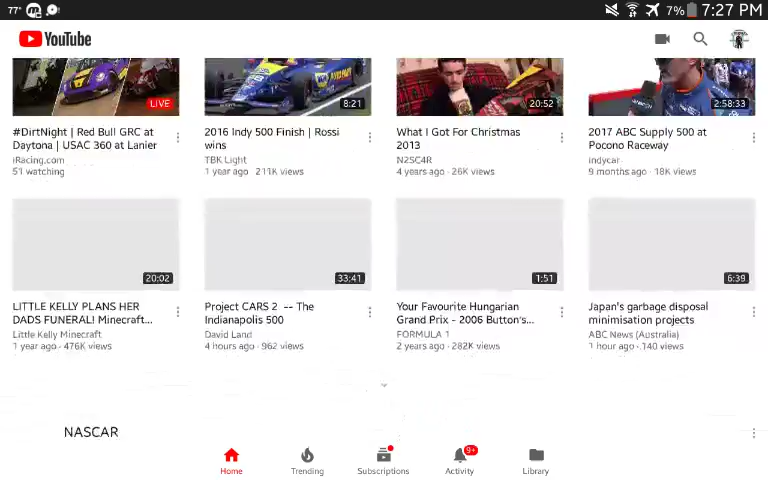 77°
7% 7:27 PM
YouTube
LIVE
8:21
20:52
2:58:33
#DirtNight | Red Bull GRC at
Daytona | USAC 360 at Lanier
iRacing.com
51 watching
2016 Indy 500 Finish | Rossi
wins
TBK Light
1 year ago · 211K views
What I Got For Christmas
2013
N2SC4R
4 years ago · 26K views
2017 ABC Supply 500 at
Pocono Raceway
indycar
9 months ago · 18K views
20:02
33:41
1:51
6:39
LITTLE KELLY PLANS HER
DADS FUNERAL! Minecraft...
Little Kelly Minecraft
1 year ago · 476K views
Project CARS 2 -- The
Indianapolis 500
David Land
4 hours ago · 962 views
Your Favourite Hungarian
Grand Prix - 2006 Button's...
FORMULA 1
2 years ago · 282K views
Japan's garbage disposal
minimisation projects
ABC News (Australia)
1 hour ago · 140 views
NASCAR
9+
Home
Trending
Subscriptions
Activity
Library